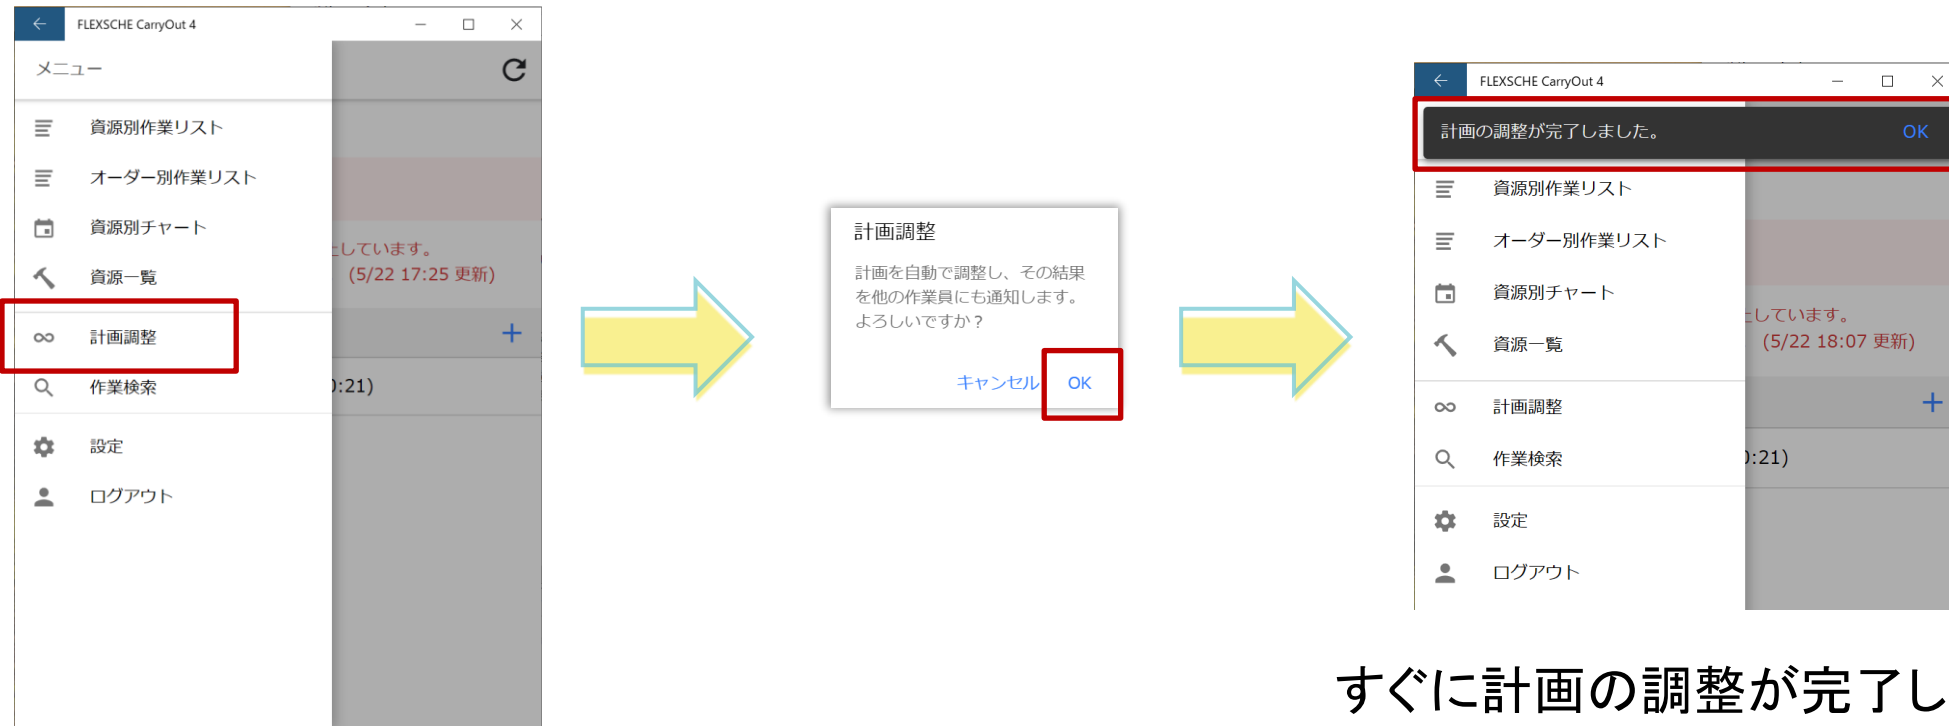 FLEXSCHE CarryOut 4
メニュー
資源別作業リスト
オーダー別作業リスト
資源別チャート
資源一覧
計画調整
作業検索
設定
ログアウト
しています。
(5/22 17:25 更新)
):21)
計画調整
計画を自動で調整し、その結果
を他の作業員にも通知します。
よろしいですか？
キャンセル OK
FLEXSCHE CarryOut 4
計画の調整が完了しました。 OK
資源別作業リスト
オーダー別作業リスト
資源別チャート
資源一覧
計画調整
作業検索
設定
ログアウト
しています。
(5/22 18:07 更新)
):21)
すぐに計画の調整が完了し